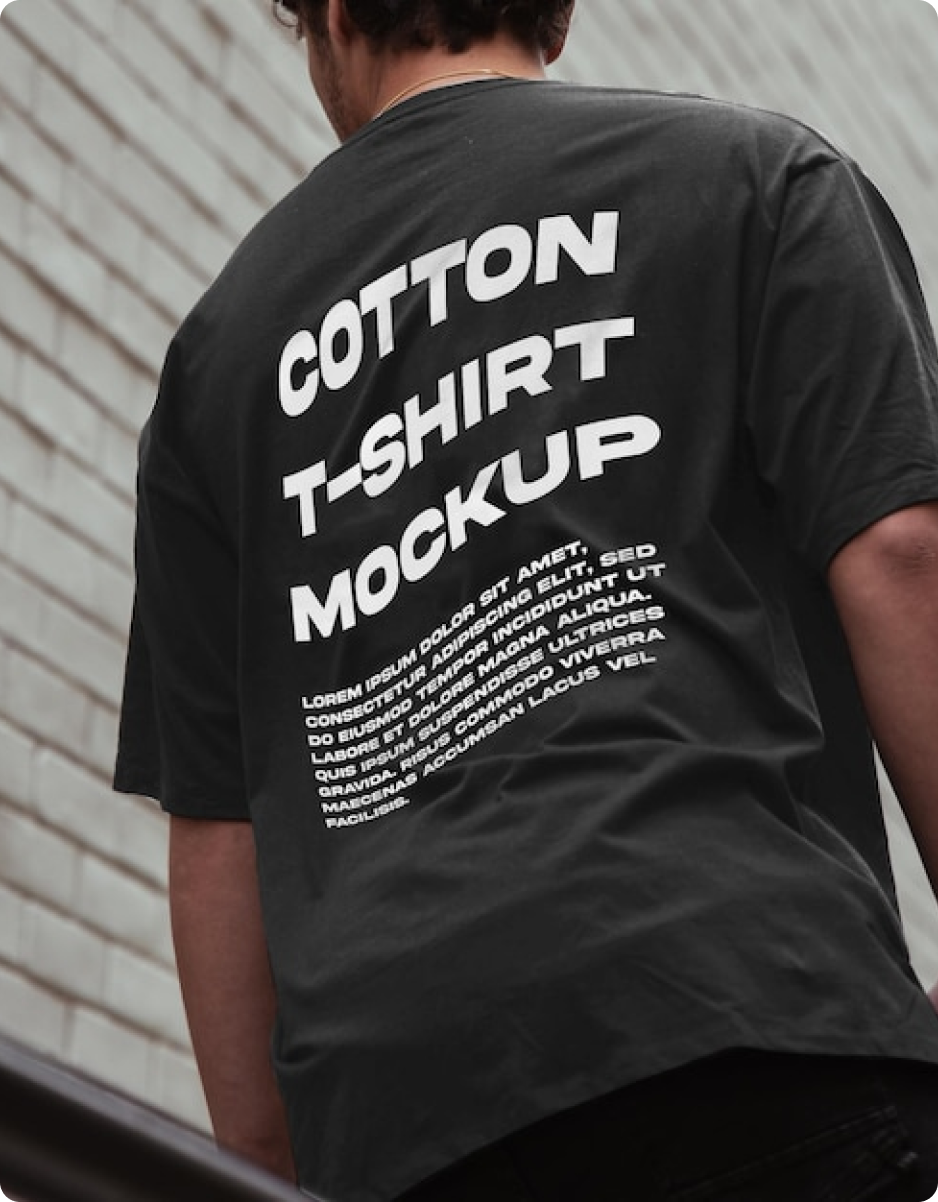 COTTON
T-SHIRT
MOCKUP
LOREM IPSUM DOLOR SIT AMET,
CONSECTETUR ADIPISCING ELIT, SED
DO EIUSMOD TEMPOR INCIDIDUNT UT
LABORE ET DOLORE MAGNA ALIQUA.
QUIS IPSUM SUSPENDISSE ULTRICES
GRAVIDA. RISUS COMMODO VIVERRA
MAECENAS ACCUMSAN LACUS VEL
FACILISIS.